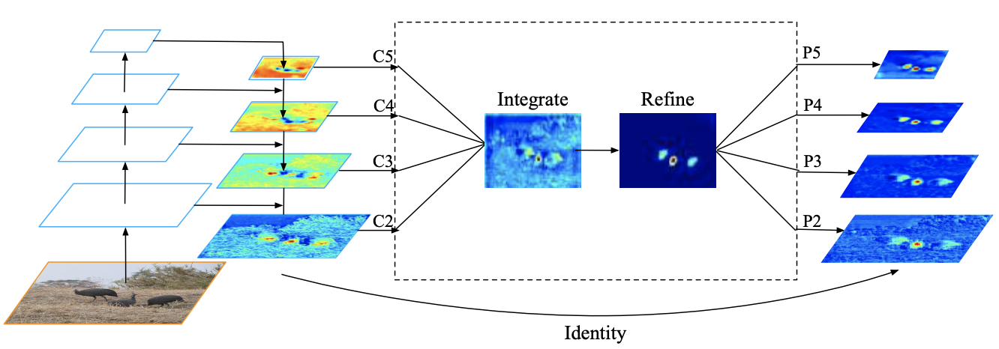 C5
C4
C3
C2
Integrate
Refine
P5
P4
P3
P2
Identity